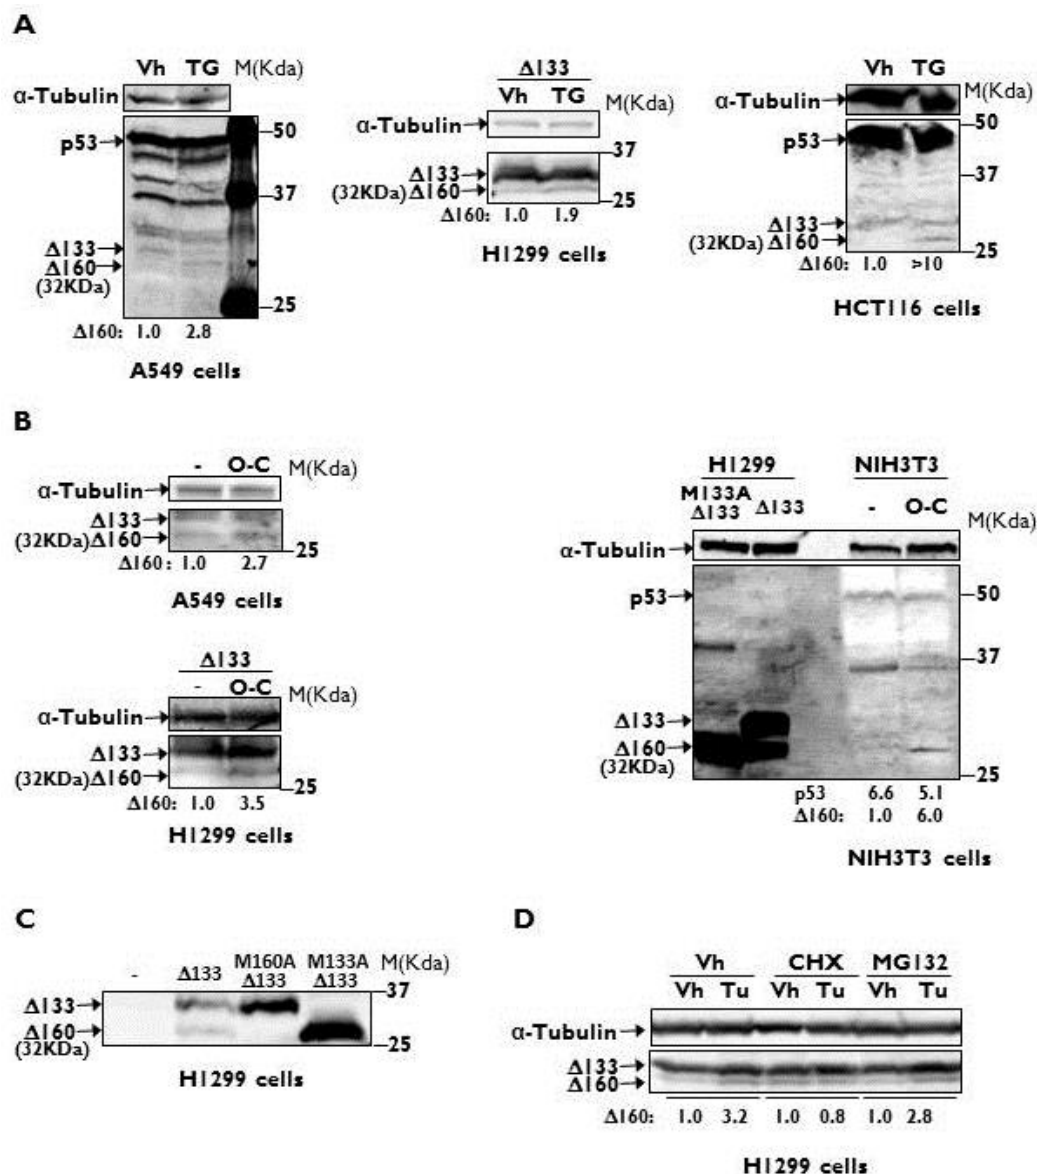 A
Vh TG M(Kda)
α-Tubulin
p53
50
37
Δ133
Δ160
(32KDa)
25
Δ160: 1.0 2.8
A549 cells
Δ133
Vh TG M(Kda)
α-Tubulin
37
Δ133
(32KDa)Δ160
25
Δ160: 1.0 1.9
H1299 cells
Vh TG
α-Tubulin M(Kda)
50
p53
37
Δ133
(32KDa) Δ160
25
Δ160: 1.0 >10
HCT116 cells
B
- O-C M(Kda)
α-Tubulin
Δ133
(32KDa)Δ160
25
Δ160: 1.0 2.7
A549 cells
Δ133
- O-C M(Kda)
α-Tubulin
Δ133
(32KDa)Δ160
25
Δ160: 1.0 3.5
H1299 cells
H1299 NIH3T3
M133A
Δ133 Δ133 - O-C M(Kda)
α-Tubulin
p53 50
37
Δ133
Δ160
(32KDa)
25
p53 6.6 5.1
Δ160: 1.0 6.0
NIH3T3 cells
C
- Δ133 M160A Δ133 M133A Δ133 M(Kda)
37
Δ133
Δ160
(32KDa)
25
H1299 cells
D
Vh CHX MG132
Vh Tu Vh Tu Vh Tu
α-Tubulin
Δ133
Δ160
Δ160: 1.0 3.2 1.0 0.8 1.0 2.8
H1299 cells